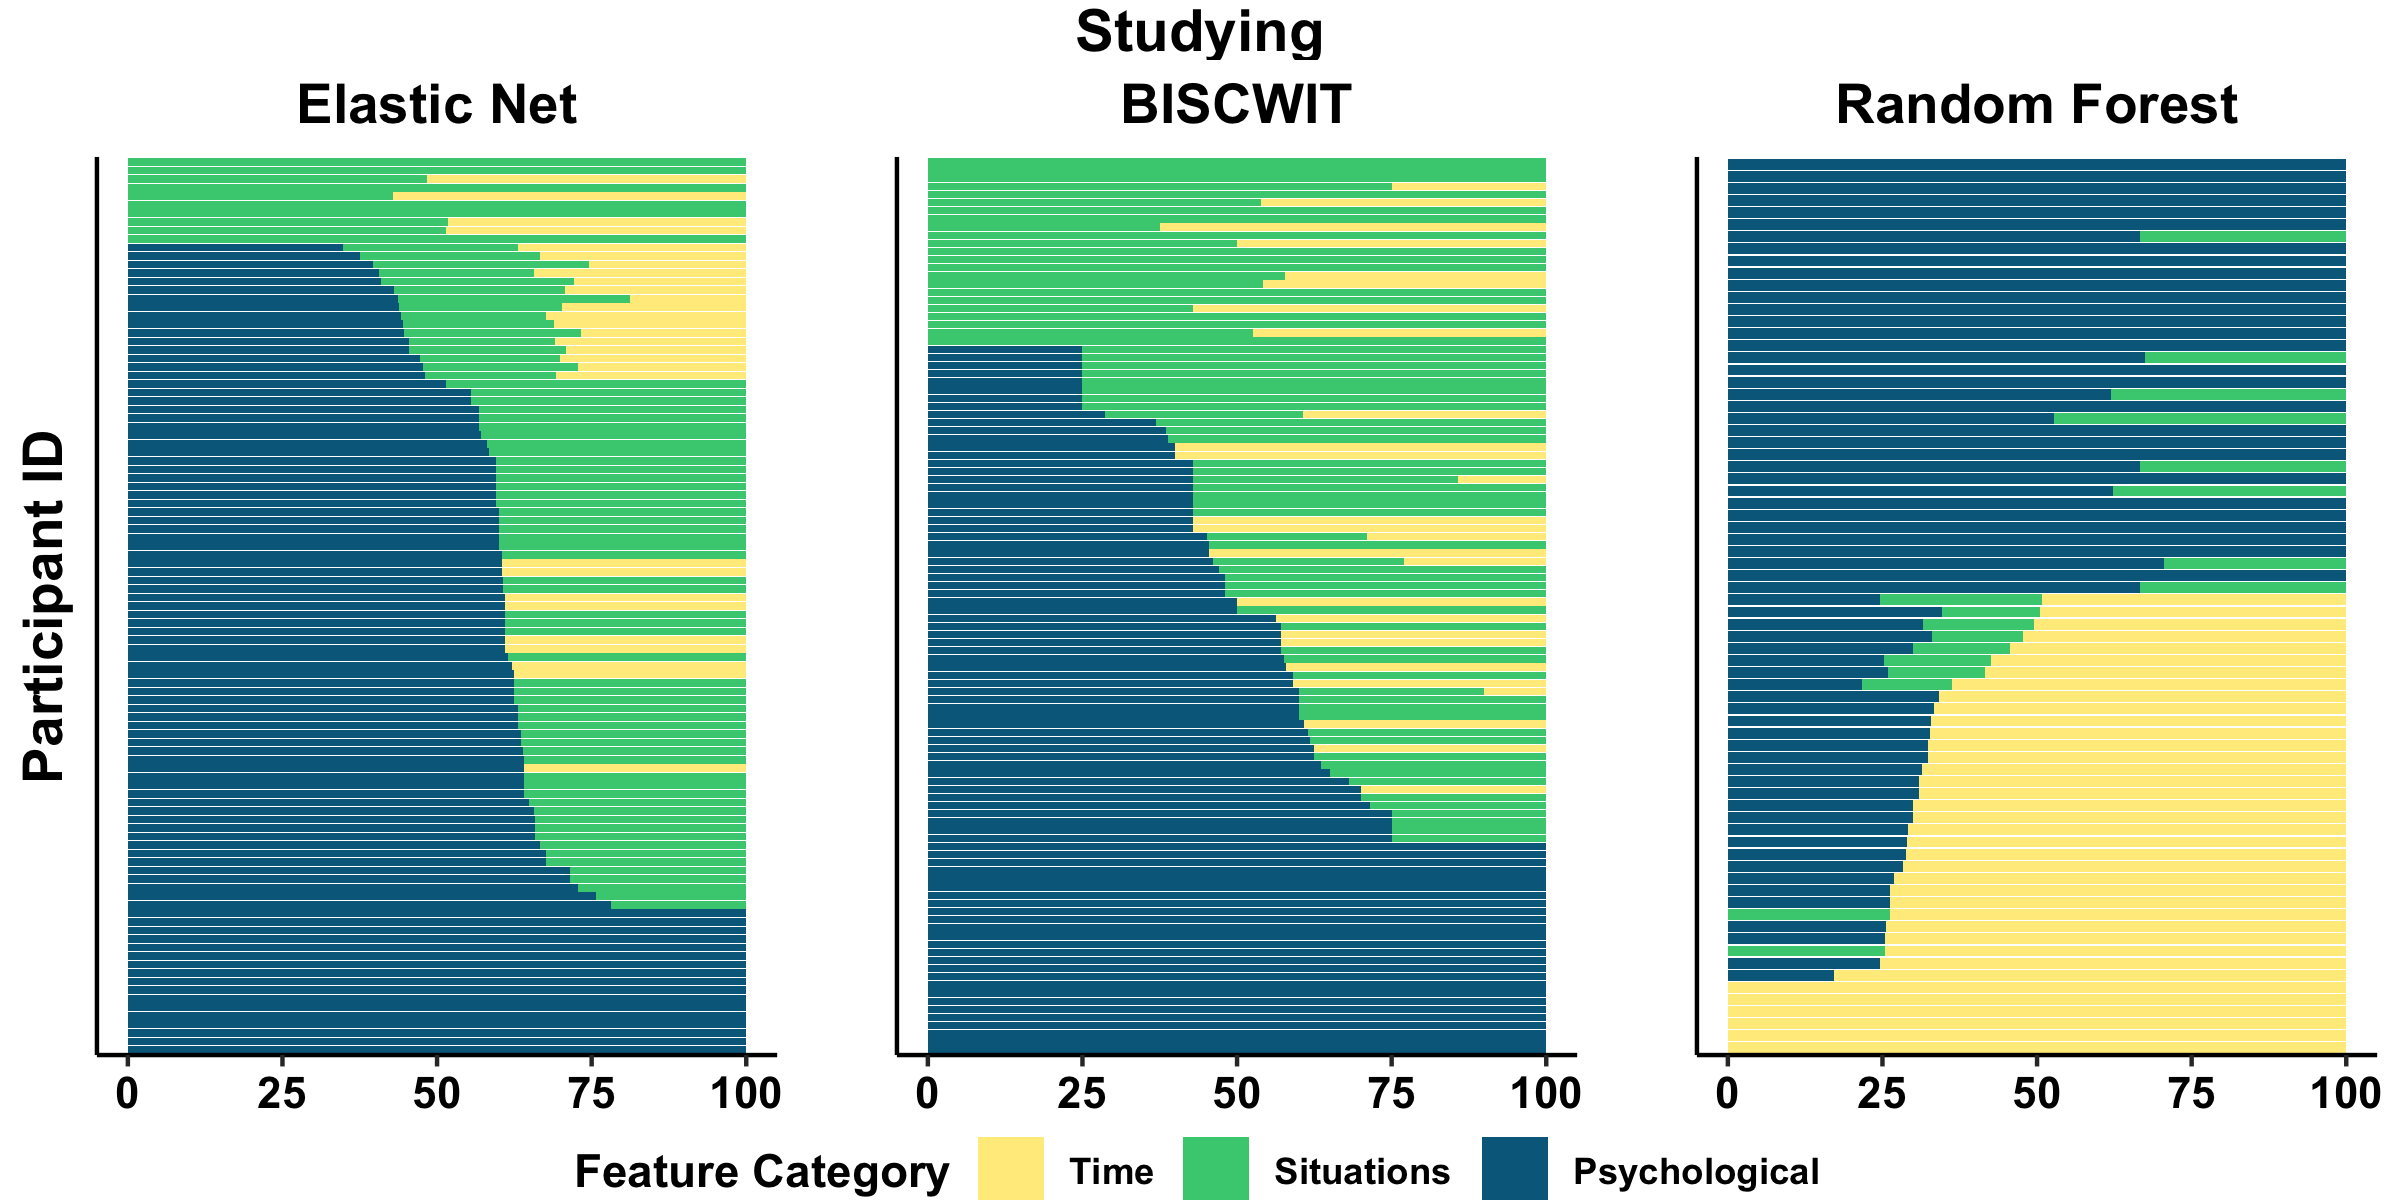 Studying
Elastic Net
BISCWIT
Random Forest
Participant ID
0 25 50 75 100
0 25 50 75 100
0 25 50 75 100
Feature Category Time Situations Psychological